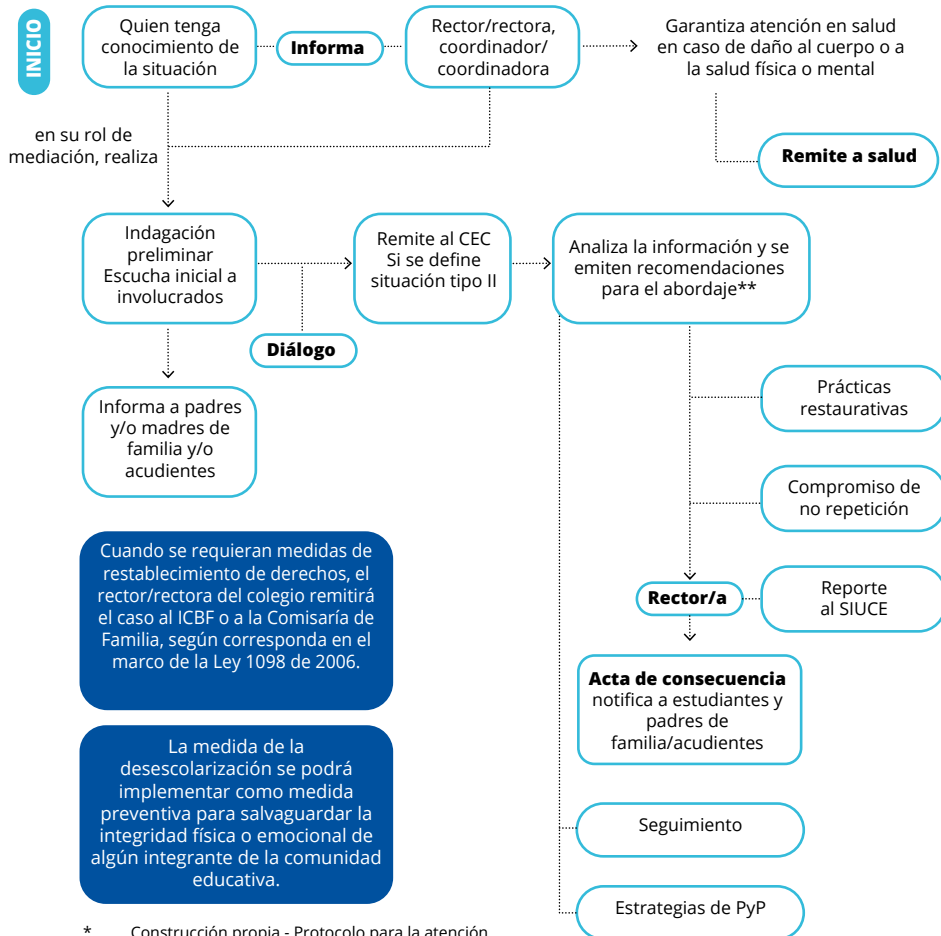 INICIO
Quien tenga
conocimiento de
la situación
Informa
Rector/rectora,
coordinador/
coordinadora
Garantiza atención en salud
en caso de daño al cuerpo o a
la salud física o mental
en su rol de
mediación, realiza
Remite a salud
Indagación
preliminar
Escucha inicial a
involucrados
Remite al CEC
Si se define
situación tipo II
Analiza la información y se
emiten recomendaciones
para el abordaje**
Diálogo
Informa a padres
y/o madres de
familia y/o
acudientes
Prácticas
restaurativas
Compromiso de
no repetición
Cuando se requieran medidas de
restablecimiento de derechos, el
rector/rectora del colegio remitirá
el caso al ICBF o a la Comisaría de
Familia, según corresponda en el
marco de la Ley 1098 de 2006.
Rector/a
Reporte
al SIUCE
Acta de consecuencia
notifica a estudiantes y
padres de
familia/acudientes
La medida de la
desescolarización se podrá
implementar como medida
preventiva para salvaguardar la
integridad física o emocional de
algún integrante de la comunidad
educativa.
Seguimiento
Estrategias de PyP
* Construcción propia - Protocolo para la atención